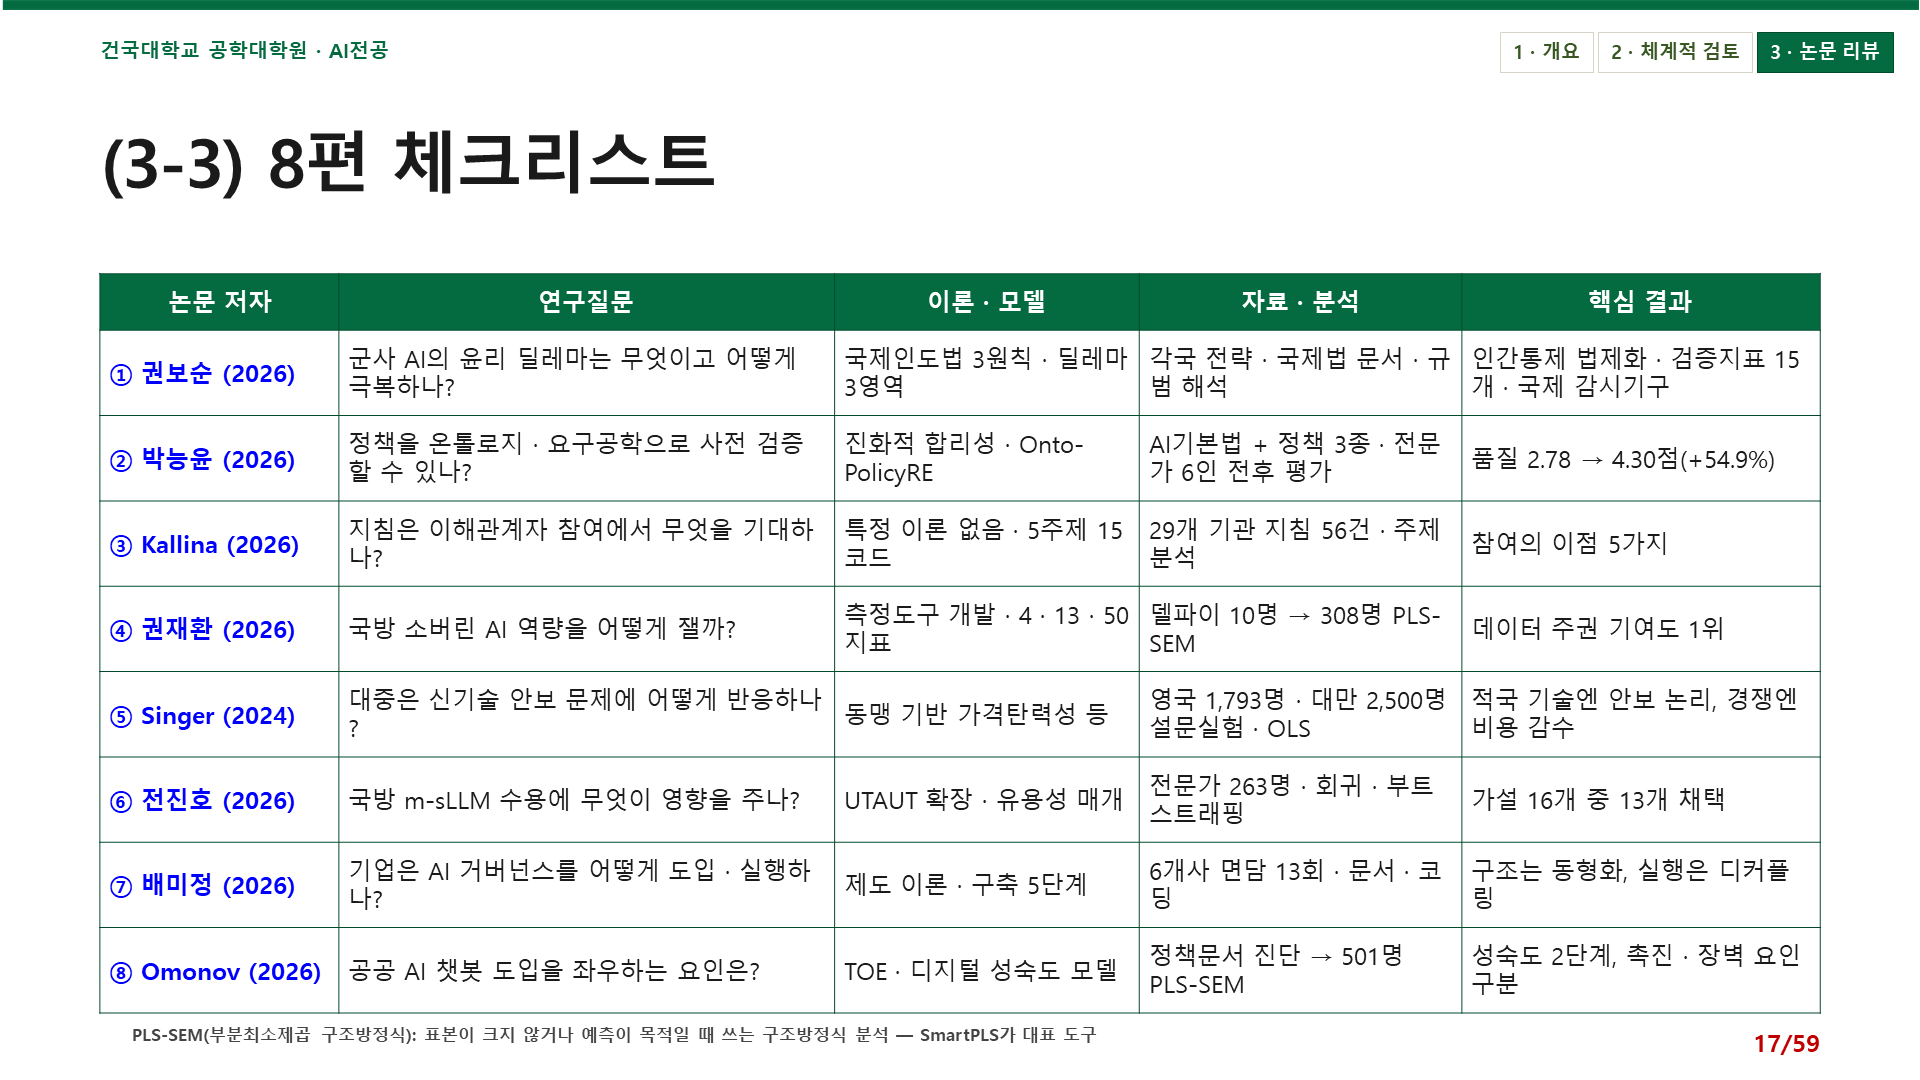 건국대학교 공학대학원 · AI전공
1 · 개요
2 · 체계적 검토
3 · 논문 리뷰
(3-3) 8편 체크리스트
논문 저자
연구질문
이론 · 모델
자료 · 분석
핵심 결과
① 권보순 (2026)
군사 AI의 윤리 딜레마는 무엇이고 어떻게
극복하나?
국제인도법 3원칙 · 딜레마
3영역
각국 전략 · 국제법 문서 · 규
범 해석
인간통제 법제화 · 검증지표 15
개 · 국제 감시기구
② 박능윤 (2026)
정책을 온톨로지 · 요구공학으로 사전 검증
할 수 있나?
진화적 합리성 · Onto-
PolicyRE
AI기본법 + 정책 3종 · 전문
가 6인 전후 평가
품질 2.78 → 4.30점(+54.9%)
③ Kallina (2026)
지침은 이해관계자 참여에서 무엇을 기대하
나?
특정 이론 없음 · 5주제 15
코드
29개 기관 지침 56건 · 주제
분석
참여의 이점 5가지
④ 권재환 (2026)
국방 소버린 AI 역량을 어떻게 잴까?
측정도구 개발 · 4 · 13 · 50
지표
델파이 10명 → 308명 PLS-
SEM
데이터 주권 기여도 1위
⑤ Singer (2024)
대중은 신기술 안보 문제에 어떻게 반응하나
?
동맹 기반 가격탄력성 등
영국 1,793명 · 대만 2,500명
설문실험 · OLS
적국 기술엔 안보 논리, 경쟁엔
비용 감수
⑥ 전진호 (2026)
국방 m-sLLM 수용에 무엇이 영향을 주나?
UTAUT 확장 · 유용성 매개
전문가 263명 · 회귀 · 부트
스트래핑
가설 16개 중 13개 채택
⑦ 배미정 (2026)
기업은 AI 거버넌스를 어떻게 도입 · 실행하
나?
제도 이론 · 구축 5단계
6개사 면담 13회 · 문서 · 코
딩
구조는 동형화, 실행은 디커플
링
⑧ Omonov (2026)
공공 AI 챗봇 도입을 좌우하는 요인은?
TOE · 디지털 성숙도 모델
정책문서 진단 → 501명
PLS-SEM
성숙도 2단계, 촉진 · 장벽 요인
구분
PLS-SEM(부분최소제곱 구조방정식): 표본이 크지 않거나 예측이 목적일 때 쓰는 구조방정식 분석 — SmartPLS가 대표 도구
17/59